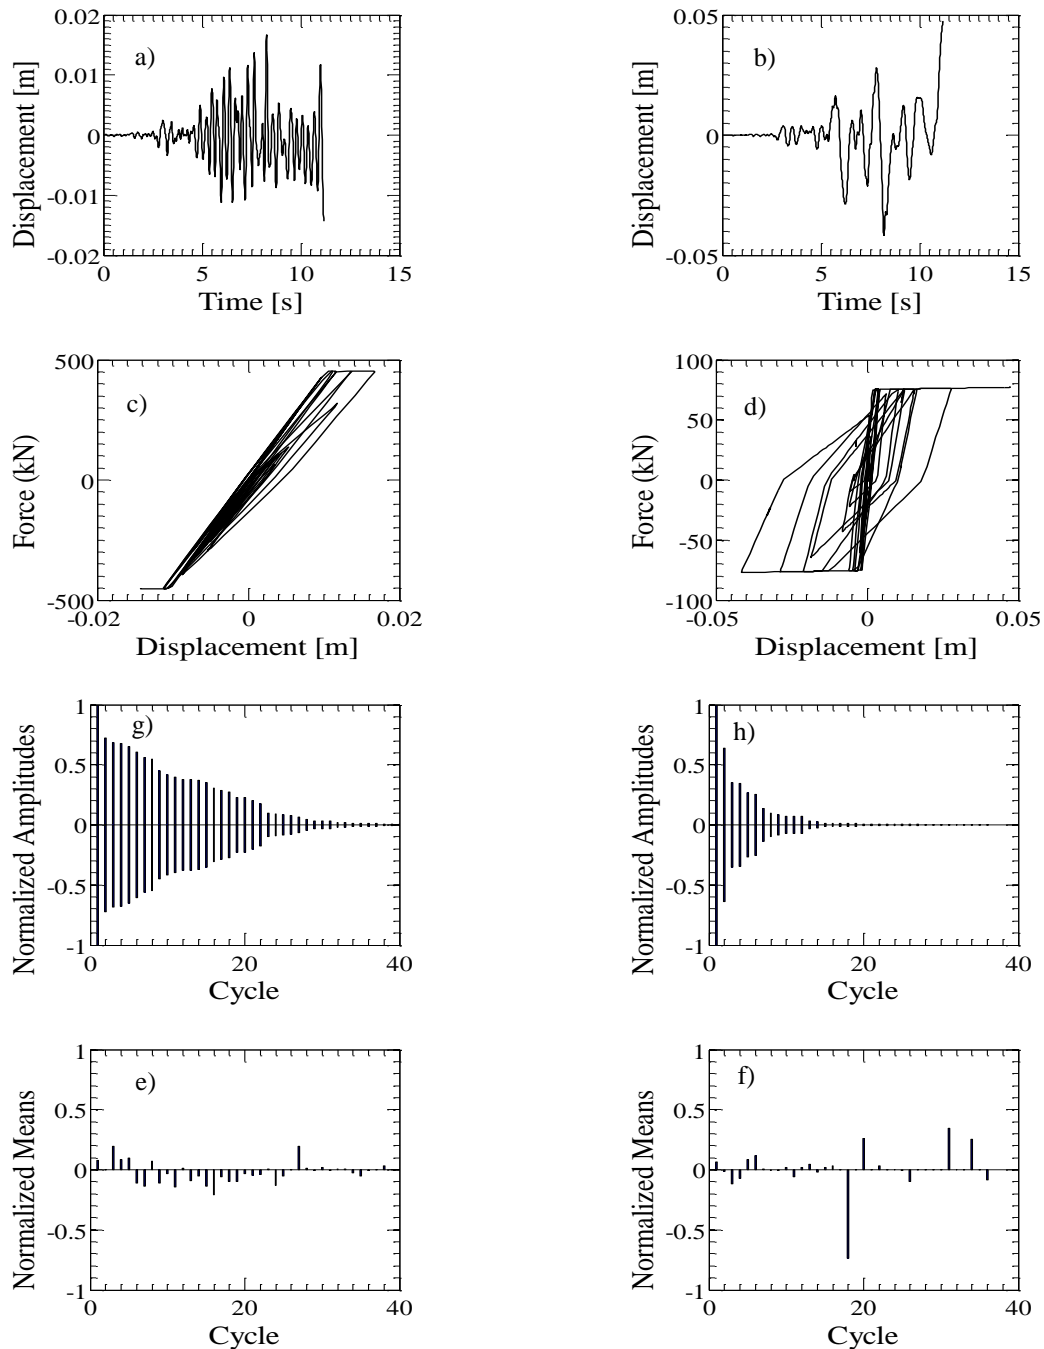 a)
Displacement [m]
0.02
0.01
0
-0.01
-0.02
0 5 10 15
Time [s]
b)
Displacement [m]
0.05
0
-0.05
0 5 10 15
Time [s]
c)
Force (kN)
500
0
-500
-0.02 0 0.02
Displacement [m]
d)
Force (kN)
100
50
0
-50
-100
-0.05 0 0.05
Displacement [m]
g)
Normalized Amplitudes
1
0.5
0
-0.5
-1
0 20 40
Cycle
h)
Normalized Amplitudes
1
0.5
0
-0.5
-1
0 20 40
Cycle
e)
Normalized Means
1
0.5
0
-0.5
-1
0 20 40
Cycle
f)
Normalized Means
1
0.5
0
-0.5
-1
0 20 40
Cycle